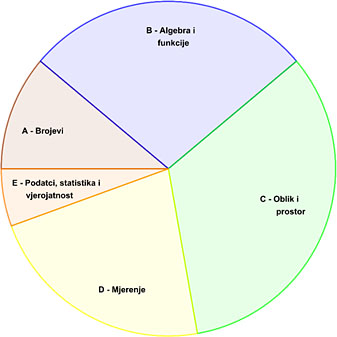 B - Algebra i
funkcije
A - Brojevi
E - Podatci, statistika i
vjerojatnost
C - Oblik i
prostor
D - Mjerenje